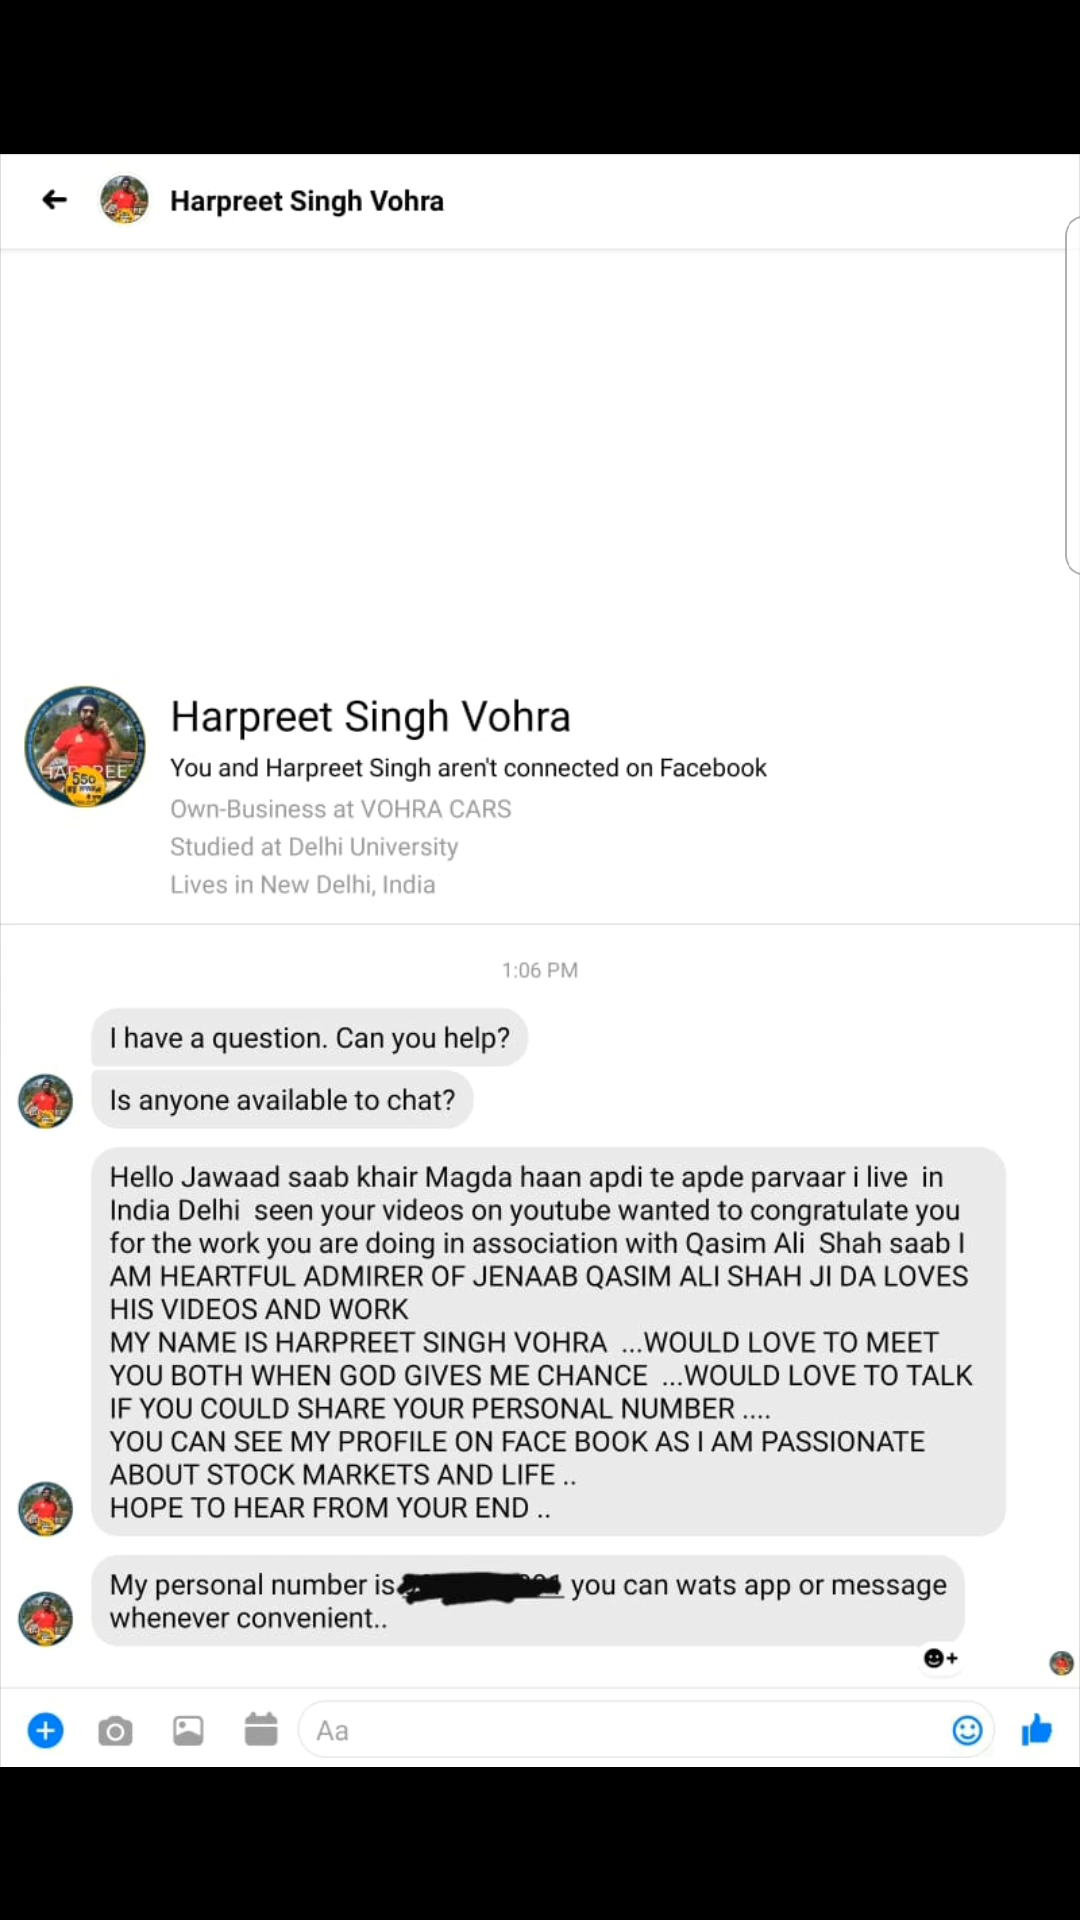 Harpreet Singh Vohra
Harpreet Singh Vohra
You and Harpreet Singh aren't connected on Facebook
Own-Business at VOHRA CARS
Studied at Delhi University
Lives in New Delhi, India
1:06 PM
I have a question. Can you help?
Is anyone available to chat?
Hello Jawaad saab khair Magda haan apdi te apde parvaar i live  in
India Delhi  seen your videos on youtube wanted to congratulate you
for the work you are doing in association with Qasim Ali  Shah saab I
AM HEARTFUL ADMIRER OF JENAAB QASIM ALI SHAH JI DA LOVES
HIS VIDEOS AND WORK
MY NAME IS HARPREET SINGH VOHRA  ...WOULD LOVE TO MEET
YOU BOTH WHEN GOD GIVES ME CHANCE  ...WOULD LOVE TO TALK
IF YOU COULD SHARE YOUR PERSONAL NUMBER ....
YOU CAN SEE MY PROFILE ON FACE BOOK AS I AM PASSIONATE
ABOUT STOCK MARKETS AND LIFE ..
HOPE TO HEAR FROM YOUR END ..
My personal number is you can wats app or message
whenever convenient..
Aa